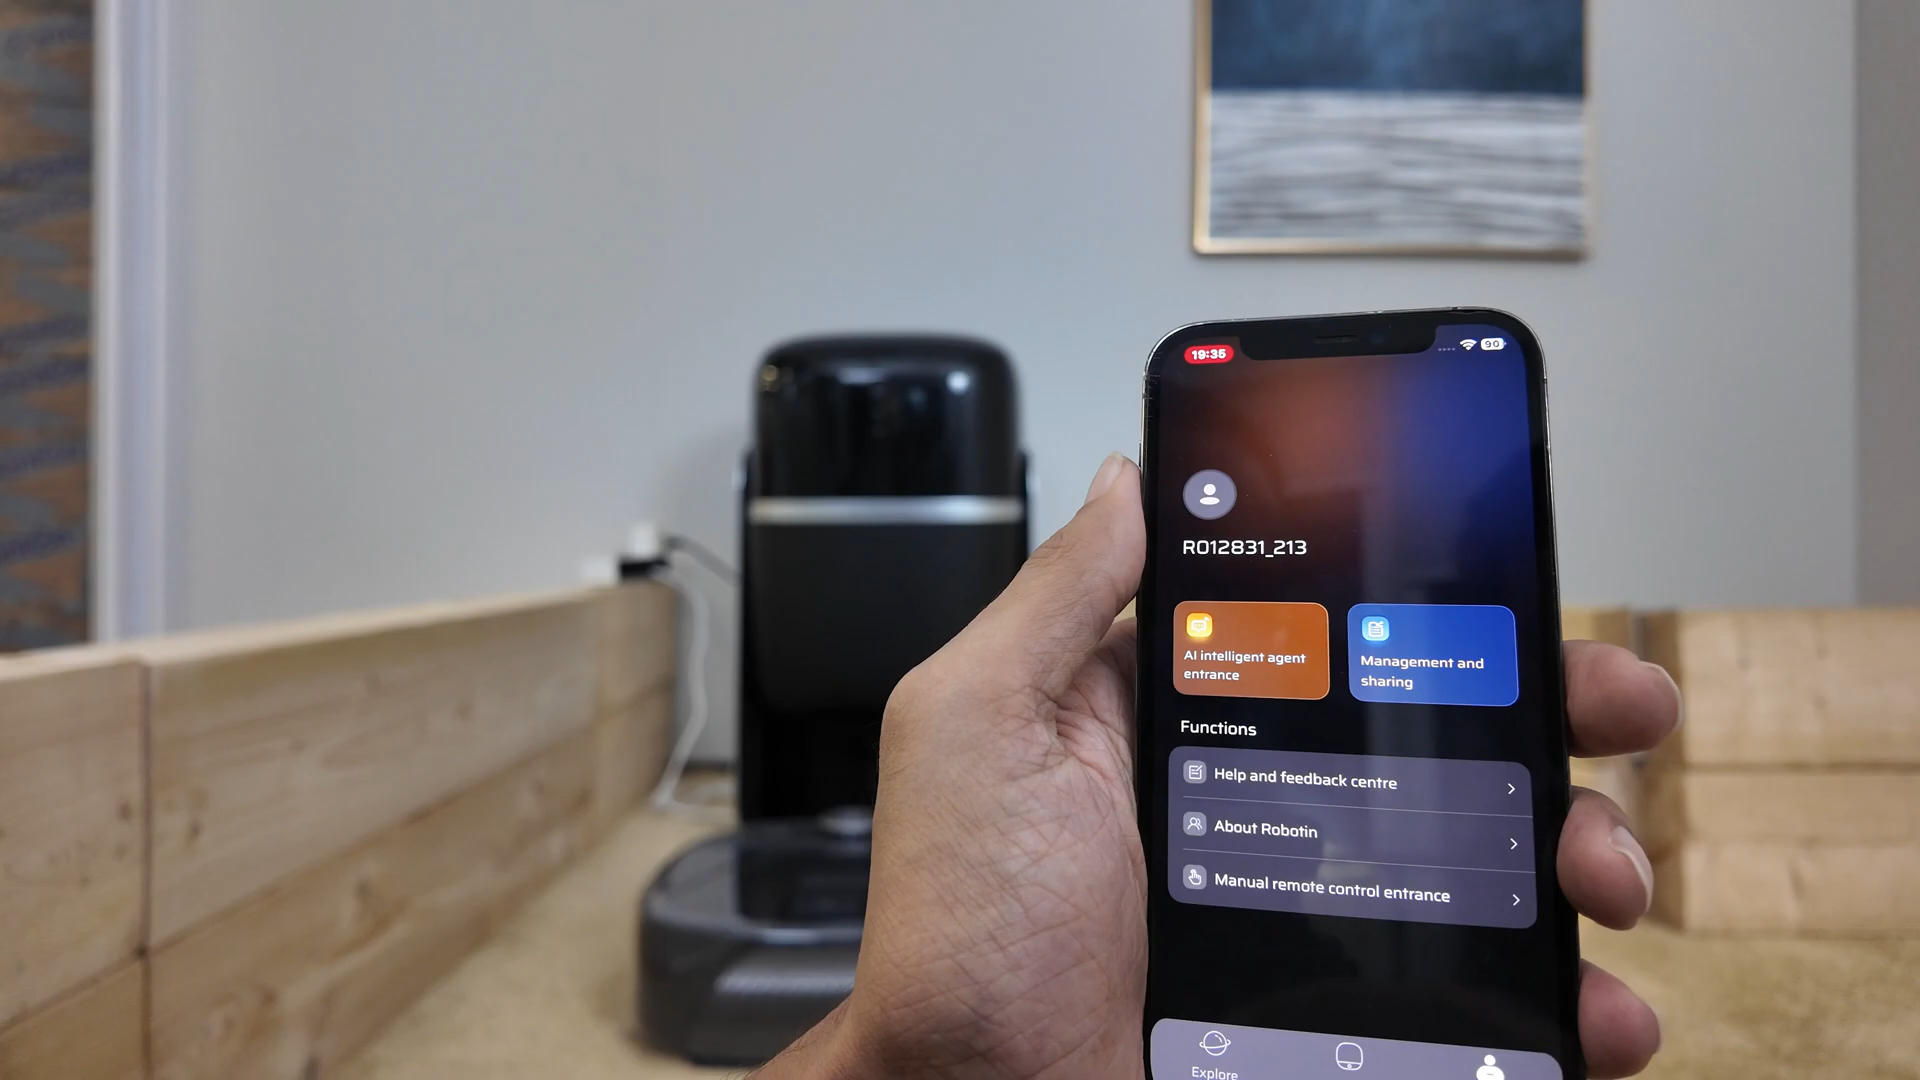 19:35
90
R012831_213
AI intelligent agent
entrance
Management and
sharing
Functions
Help and feedback centre
About Robotin
Manual remote control entrance
Explore